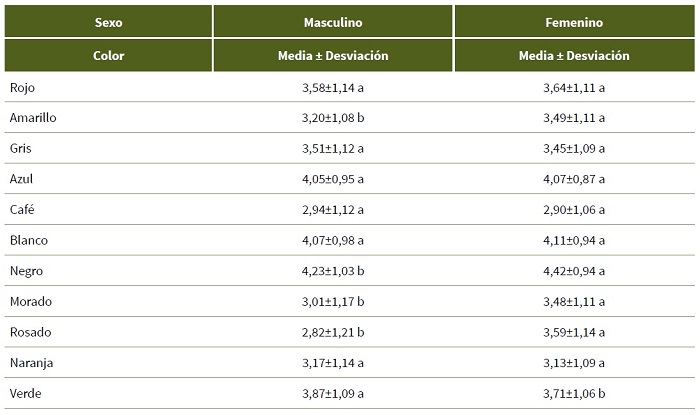 Sexo Masculino Femenino
Color Media ± Desviación Media ± Desviación
Rojo 3,58±1,14 a 3,64±1,11 a
Amarillo 3,20±1,08 b 3,49±1,11 a
Gris 3,51±1,12 a 3,45±1,09 a
Azul 4,05±0,95 a 4,07±0,87 a
Café 2,94±1,12 a 2,90±1,06 a
Blanco 4,07±0,98 a 4,11±0,94 a
Negro 4,23±1,03 b 4,42±0,94 a
Morado 3,01±1,17 b 3,48±1,11 a
Rosado 2,82±1,21 b 3,59±1,14 a
Naranja 3,17±1,14 a 3,13±1,09 a
Verde 3,87±1,09 a 3,71±1,06 b